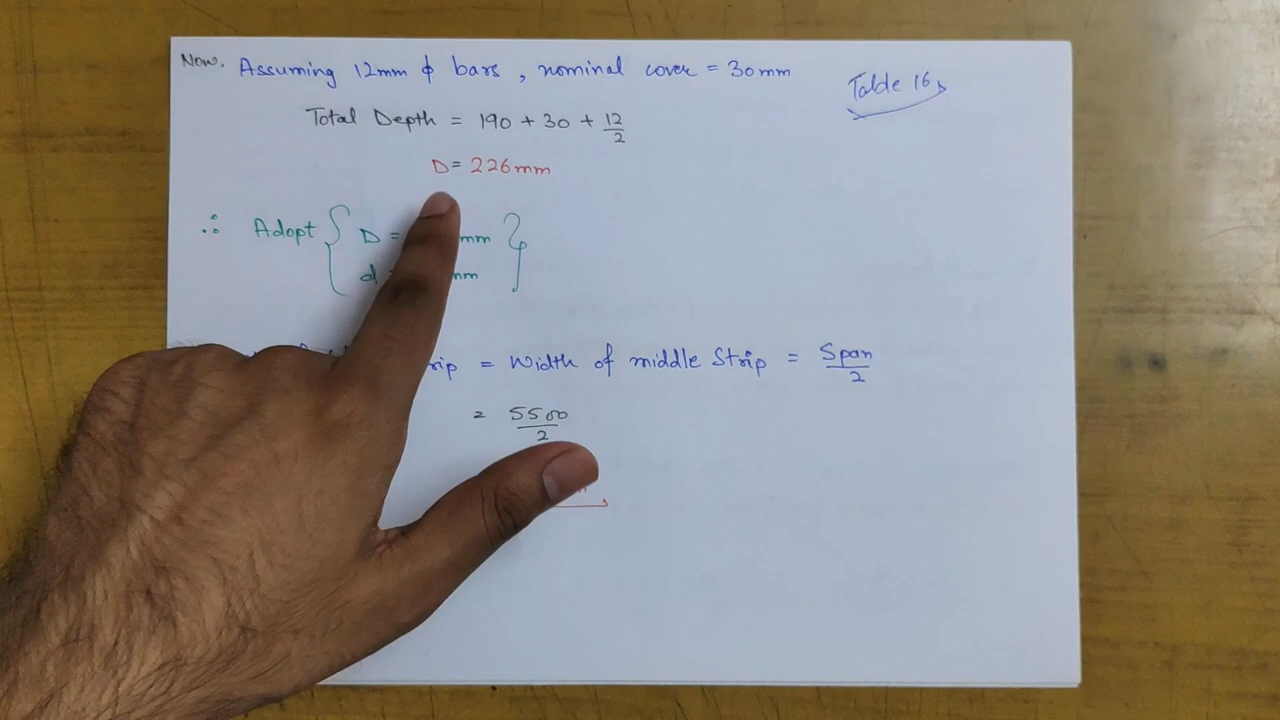 Now. Assuming 12mm ϕ bars, nominal cover = 30mm
Table 16
Total Depth = 190 + 30 + 12/2
D = 226mm
∴ Adopt { D = mm }
d mm
= Width of middle Strip = Span/2
= 5500/2